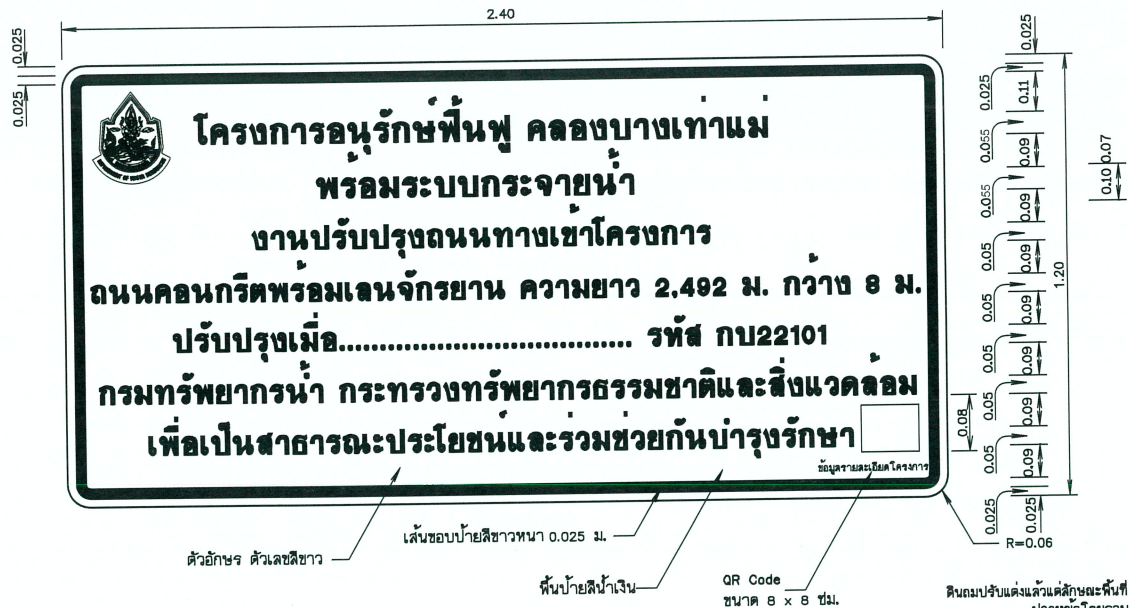 2.40
0.025
0.025
โครงการอนุรักษ์ฟื้นฟู คลองบางเท่าแม่
พร้อมระบบกระจายน้ำ
งานปรับปรุงถนนทางเข้าโครงการ
ถนนคอนกรีตพร้อมเลนจักรยาน ความยาว 2,492 ม. กว้าง 8 ม.
ปรับปรุงเมื่อ.................................... รหัส กบ22101
กรมทรัพยากรน้ำ กระทรวงทรัพยากรธรรมชาติและสิ่งแวดล้อม
เพื่อเป็นสาธารณะประโยชน์และร่วมช่วยกันบำรุงรักษา
ข้อมูลรายละเอียดโครงการ
0.025
0.025
0.11
0.055
0.09
0.055
0.09
0.05
0.09
0.05
0.09
0.05
0.09
0.05
0.09
0.05
0.09
0.025
0.025
0.08
1.20
0.07
0.10
R=0.06
ตัวอักษร ตัวเลขสีขาว
เส้นขอบป้ายสีขาวหนา 0.025 ม.
พื้นป้ายสีน้ำเงิน
QR Code
ขนาด 8 x 8 ซม.
ดินถมปรับแต่งแล้วแต่ลักษณะพื้นที่